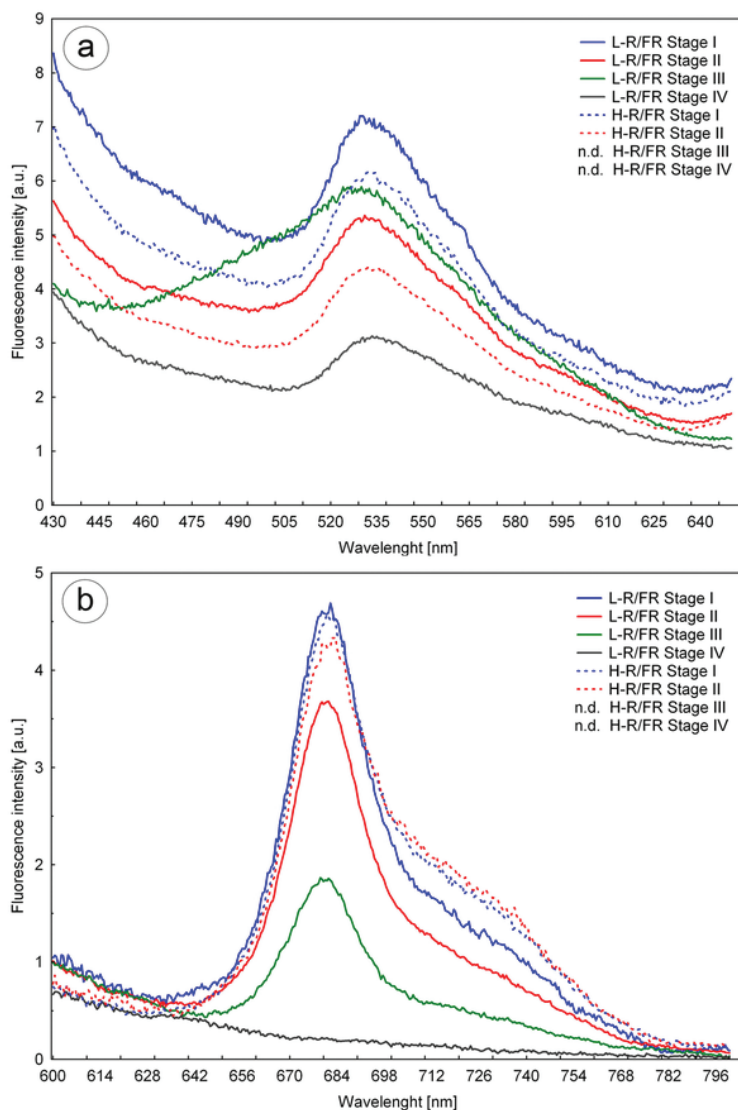 a
9
8
7
6
5
4
3
2
1
0
Fluorescence intensity [a.u.]
L-R/FR Stage I
L-R/FR Stage II
L-R/FR Stage III
L-R/FR Stage IV
H-R/FR Stage I
H-R/FR Stage II
n.d. H-R/FR Stage III
n.d. H-R/FR Stage IV
430 445 460 475 490 505 520 535 550 565 580 595 610 625 640
Wavelenght [nm]
b
5
4
3
2
1
0
Fluorescence intensity [a.u.]
L-R/FR Stage I
L-R/FR Stage II
L-R/FR Stage III
L-R/FR Stage IV
H-R/FR Stage I
H-R/FR Stage II
n.d. H-R/FR Stage III
n.d. H-R/FR Stage IV
600 614 628 642 656 670 684 698 712 726 740 754 768 782 796
Wavelenght [nm]